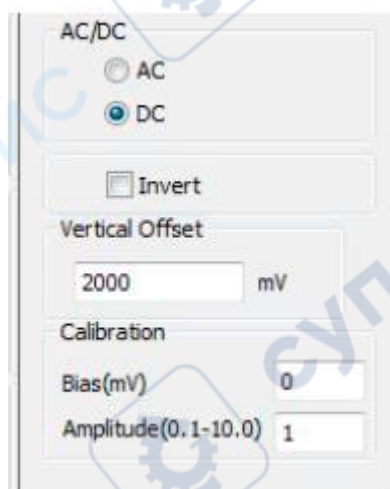 AC/DC
AC
DC
Invert
Vertical Offset
2000 mV
Calibration
Bias(mV) 0
Amplitude(0.1-10.0) 1